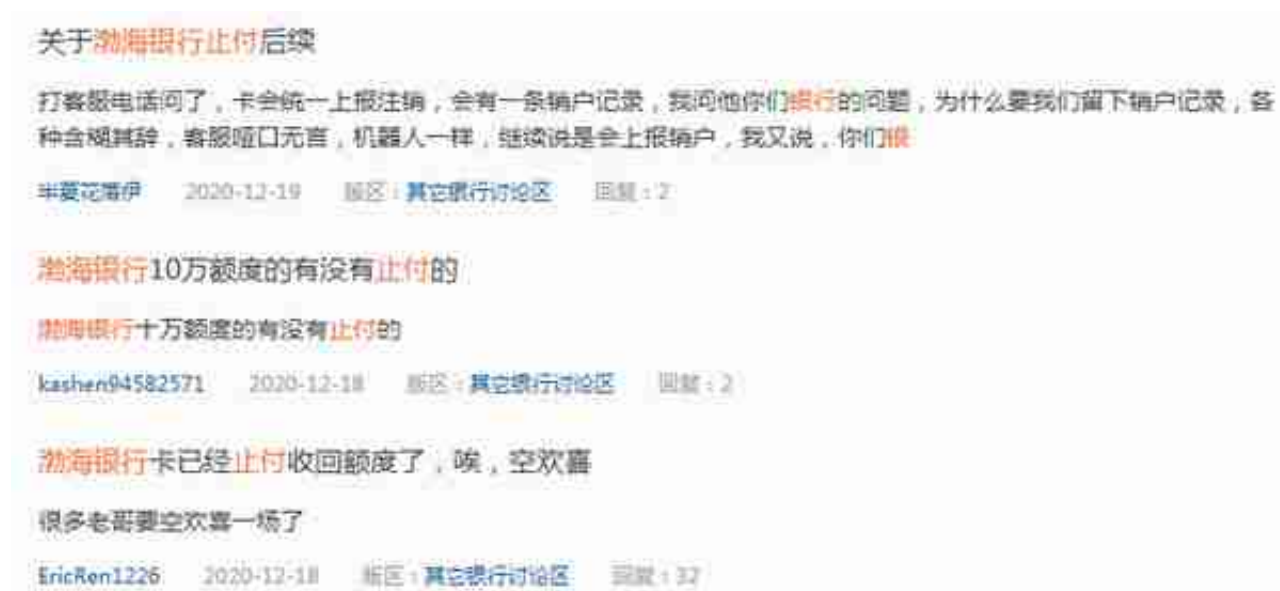 关于渤海银行止付后续
打客服电话问了，卡会统一上报注销，会有一条销户记录，我问他你们银行的问题，为什么要我们留下销户记录，各
种含糊其辞，客服哑口无言，机器人一样，继续说是会上报销户，我又说，你们银
半夏花落伊 2020-12-19 版区：其它银行讨论区 回复：2
渤海银行10万额度的有没有止付的
渤海银行十万额度的有没有止付的
kashen94582571 2020-12-18 版区：其它银行讨论区 回复：2
渤海银行卡已经止付收回额度了，唉，空欢喜
很多老哥要空欢喜一场了
EricRen1226 2020-12-18 版区：其它银行讨论区 回复：32